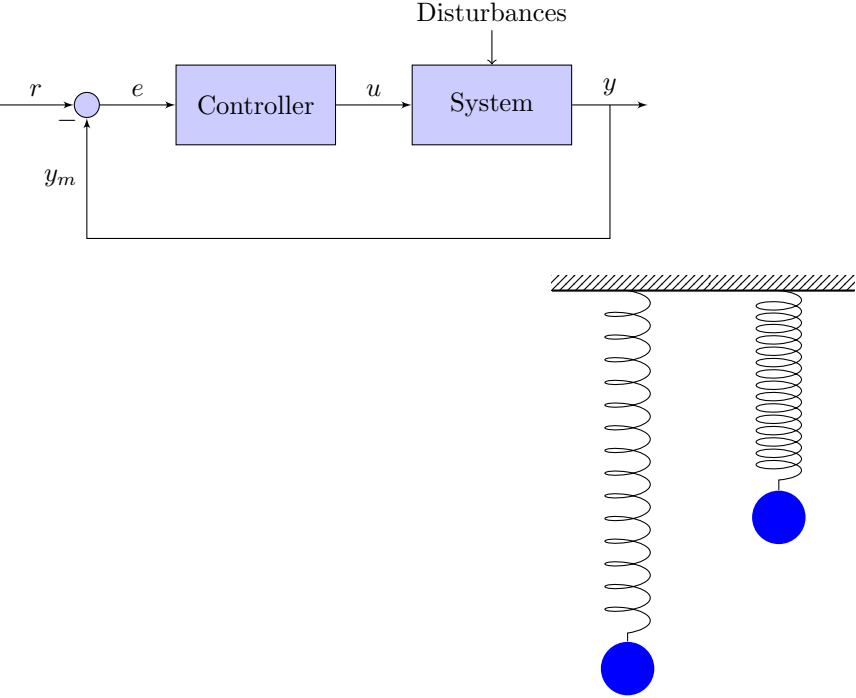 Disturbances
r
e
Controller
u
System
y
−
y_m